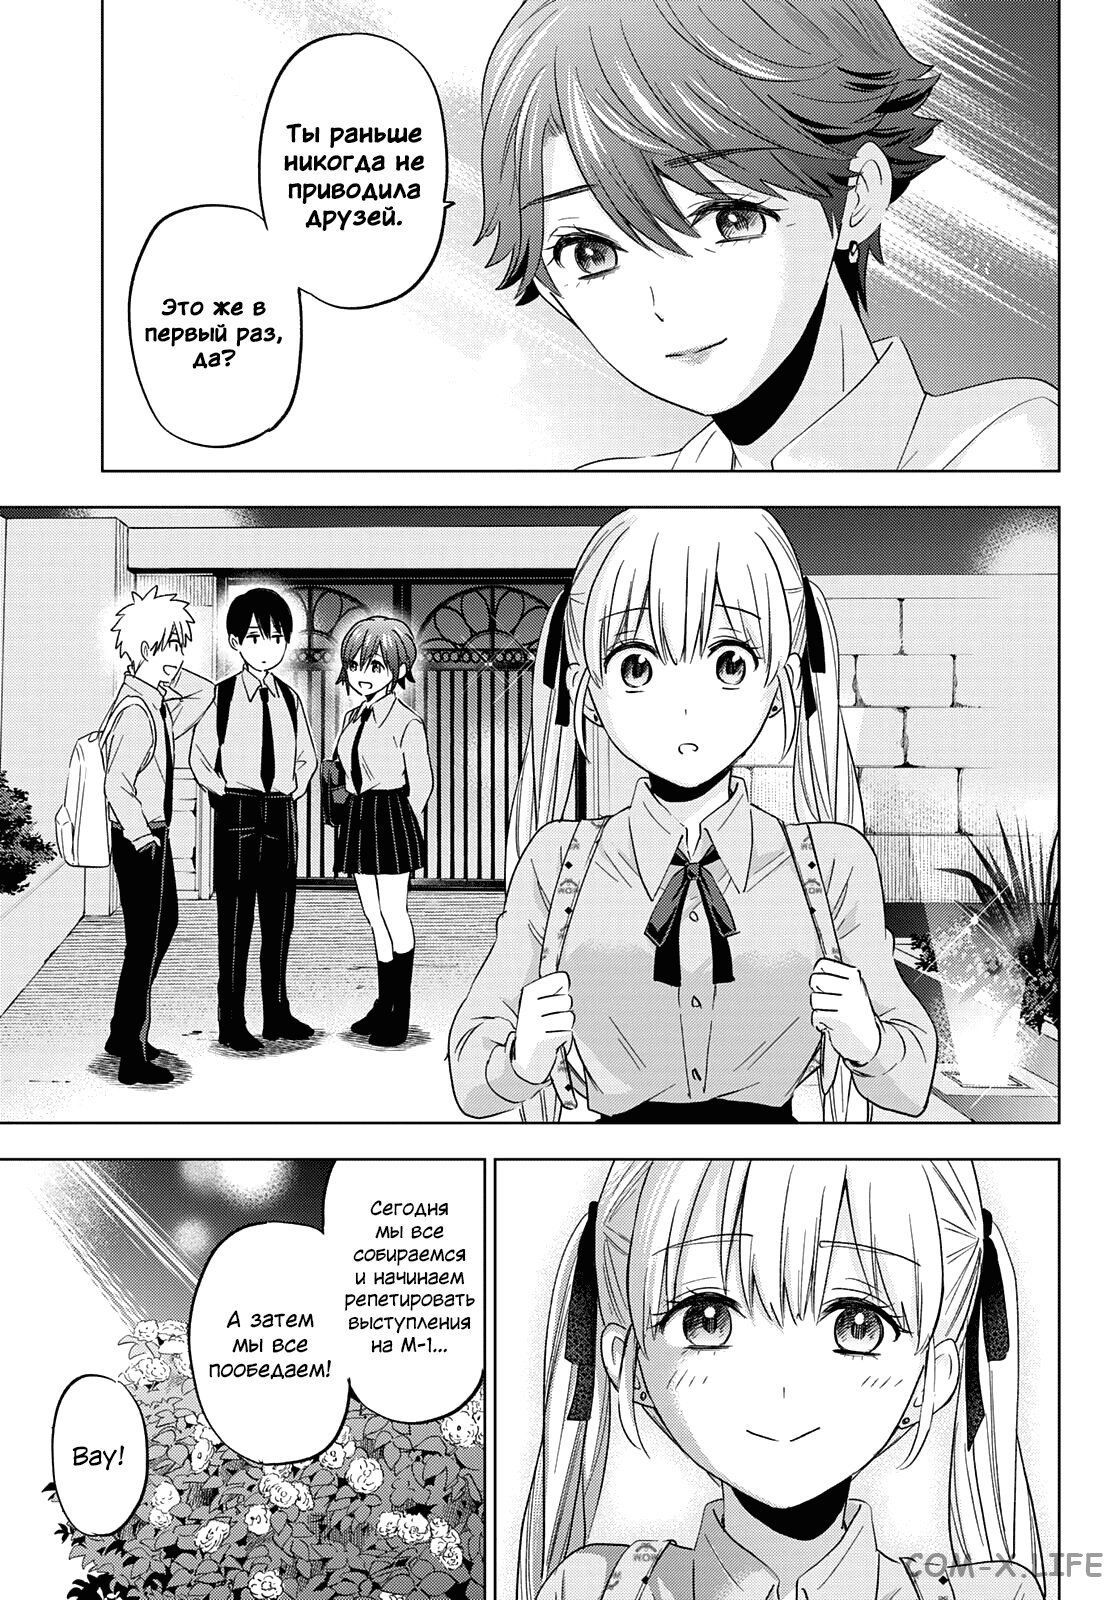 Ты раньше
никогда не
приводила
друзей.
Это же в
первый раз,
да?
Сегодня
мы все
собираемся
и начинаем
репетировать
выступления
на М-1...
А затем
мы все
пообедаем!
Вау!
COM-X.LIFE